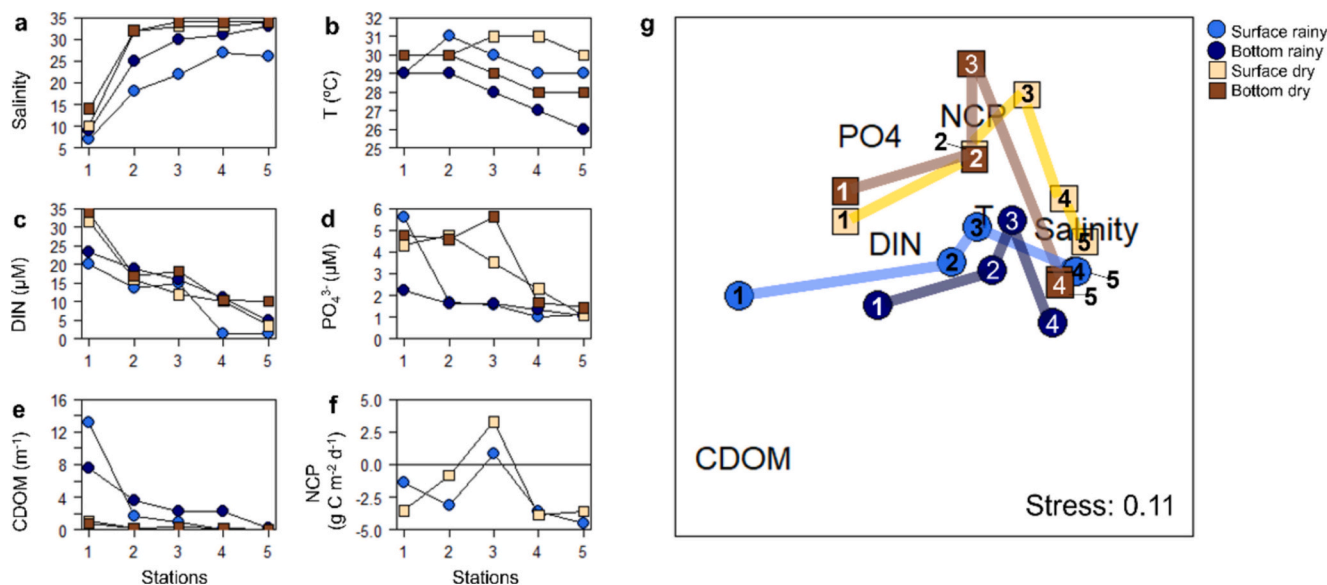 a
35
30
25
20
15
10
5
Salinity
1 2 3 4 5
b
32
31
30
29
28
27
26
25
T (ºC)
1 2 3 4 5
c
35
30
25
20
15
10
5
0
DIN (µM)
1 2 3 4 5
d
6
5
4
3
2
1
0
PO₄³⁻ (µM)
1 2 3 4 5
e
16
12
8
4
0
CDOM (m⁻¹)
1 2 3 4 5
Stations
f
5.0
2.5
0.0
-2.5
-5.0
NCP
(g C m⁻² d⁻¹)
1 2 3 4 5
Stations
g
3
3
NCP
PO4
2
2
1
1
4
T
3
3
Salinity
5
DIN
2
2
4
5
4
5
1
1
4
CDOM
Stress: 0.11
Surface rainy
Bottom rainy
Surface dry
Bottom dry